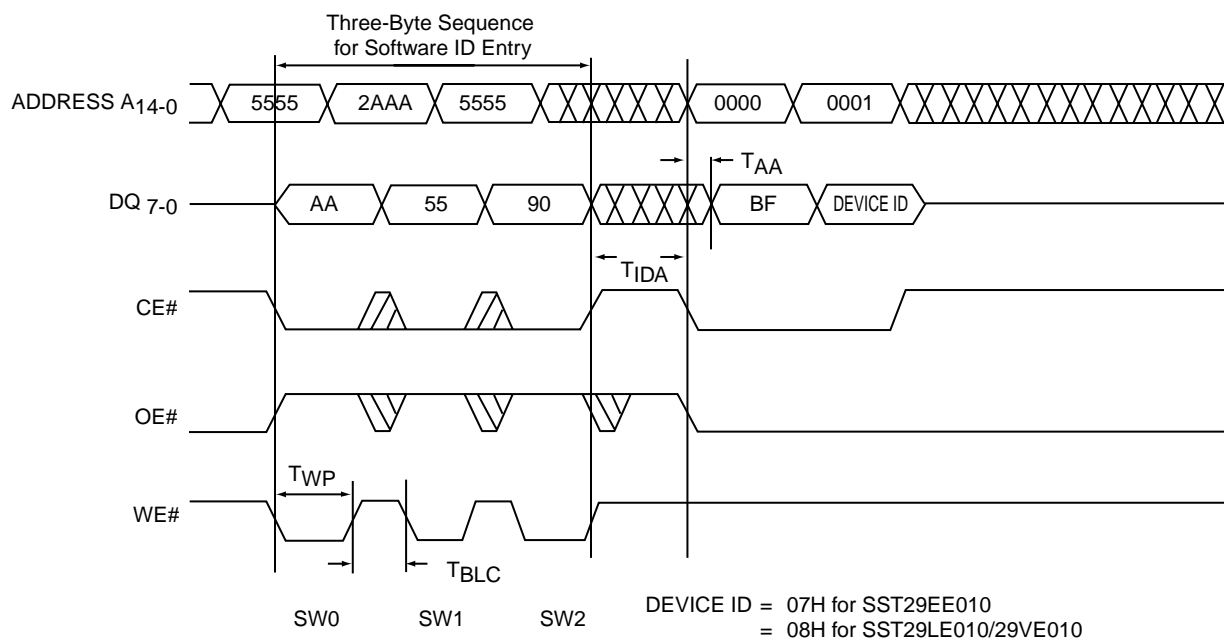 Three-Byte Sequence
for Software ID Entry
ADDRESS A14-0 5555 2AAA 5555 0000 0001
TAA
DQ 7-0 AA 55 90 BF DEVICE ID
TIDA
CE#
OE#
TWP
WE#
TBLC
SW0 SW1 SW2
DEVICE ID = 07H for SST29EE010
= 08H for SST29LE010/29VE010